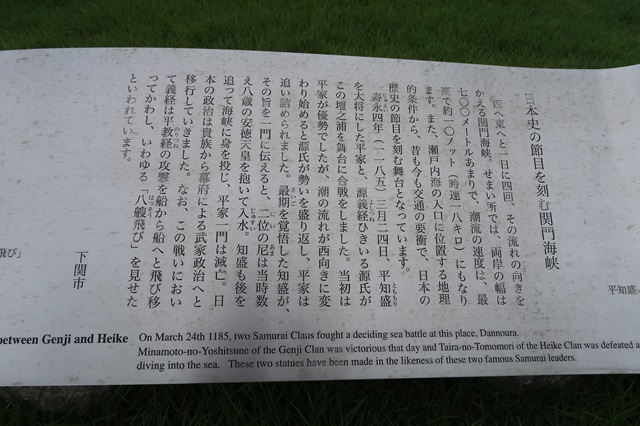 日本史の節目を刻む関門海峡
西へ東へと一日に四回、その流れの向きを
かえる関門海峡。せまい所では、両岸の幅は
七〇〇メートルあまりで、潮流の速度は、最
高で約一〇ノット(時速一八キロ)にもなり
ます。また、瀬戸内海の入口に位置する地理
的条件から、昔も今も交通の要衝で、日本の
歴史の節目を刻む舞台となっています。
寿永四年(一一八五)三月二四日、平知盛
を大将にした平家と、源義経ひきいる源氏が
この壇之浦を舞台に合戦をしました。当初は
平家が優勢でしたが、潮の流れが西向きに変
わり始めると源氏が勢いを盛り返し、平家は
追い詰められました。最期を覚悟した知盛が、
その旨を一門に伝えると、二位の尼は当時数
え八歳の安徳天皇を抱いて入水。知盛も後を
追って海峡に身を投じ、平家一門は滅亡。日
本の政治は貴族から幕府による武家政治へと
移行していきました。なお、この戦いにおい
て義経は平教経の攻撃を船から船へと飛び移
ってかわし、いわゆる「八艘飛び」を見せた
といわれています。
下関市
飛び」
平知盛
between Genji and Heike
On March 24th 1185, two Samurai Clans fought a deciding sea battle at this place, Dannoura.
Minamoto-no-Yoshitsune of the Genji Clan was victorious that day and Taira-no-Tomomori of the Heike Clan was defeated a
diving into the sea. These two statues have been made in the likeness of these two famous Samurai leaders.